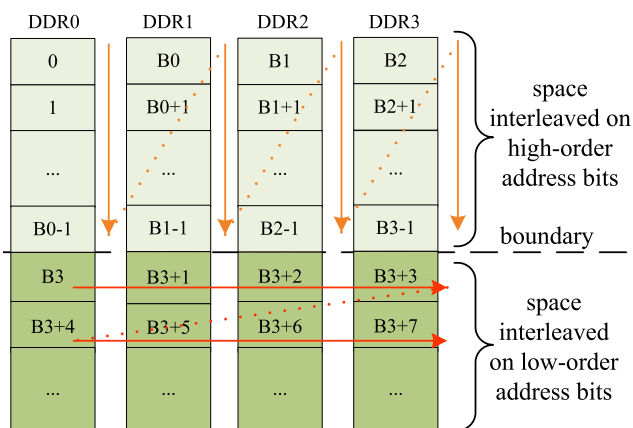 DDR0 DDR1 DDR2 DDR3
0 B0 B1 B2
1 B0+1 B1+1 B2+1
... ... ... ...
B0-1 B1-1 B2-1 B3-1
space
interleaved on
high-order
address bits
boundary
B3 B3+1 B3+2 B3+3
B3+4 B3+5 B3+6 B3+7
... ... ... ...
space
interleaved
on low-order
address bits